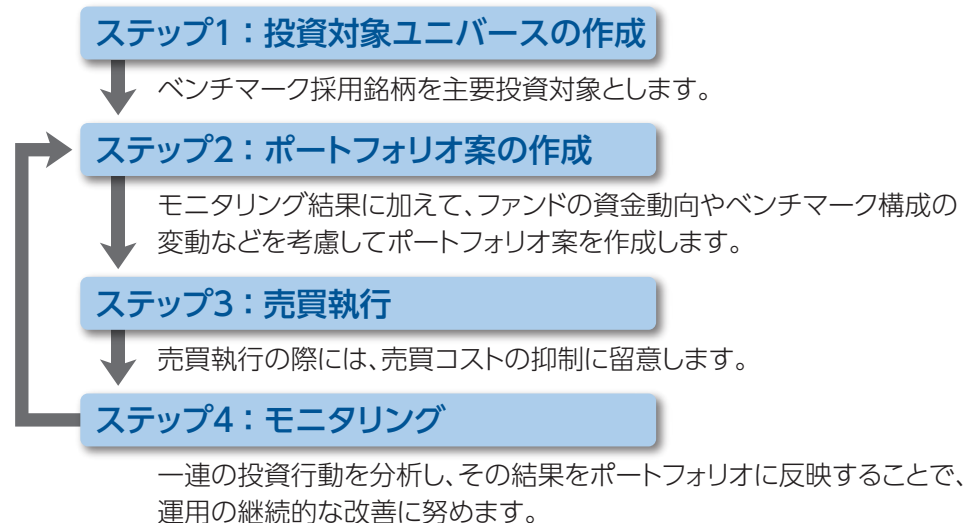 ステップ1：投資対象ユニバースの作成
ベンチマーク採用銘柄を主要投資対象とします。
ステップ2：ポートフォリオ案の作成
モニタリング結果に加えて、ファンドの資金動向やベンチマーク構成の
変動などを考慮してポートフォリオ案を作成します。
ステップ3：売買執行
売買執行の際には、売買コストの抑制に留意します。
ステップ4：モニタリング
一連の投資行動を分析し、その結果をポートフォリオに反映することで、
運用の継続的な改善に努めます。